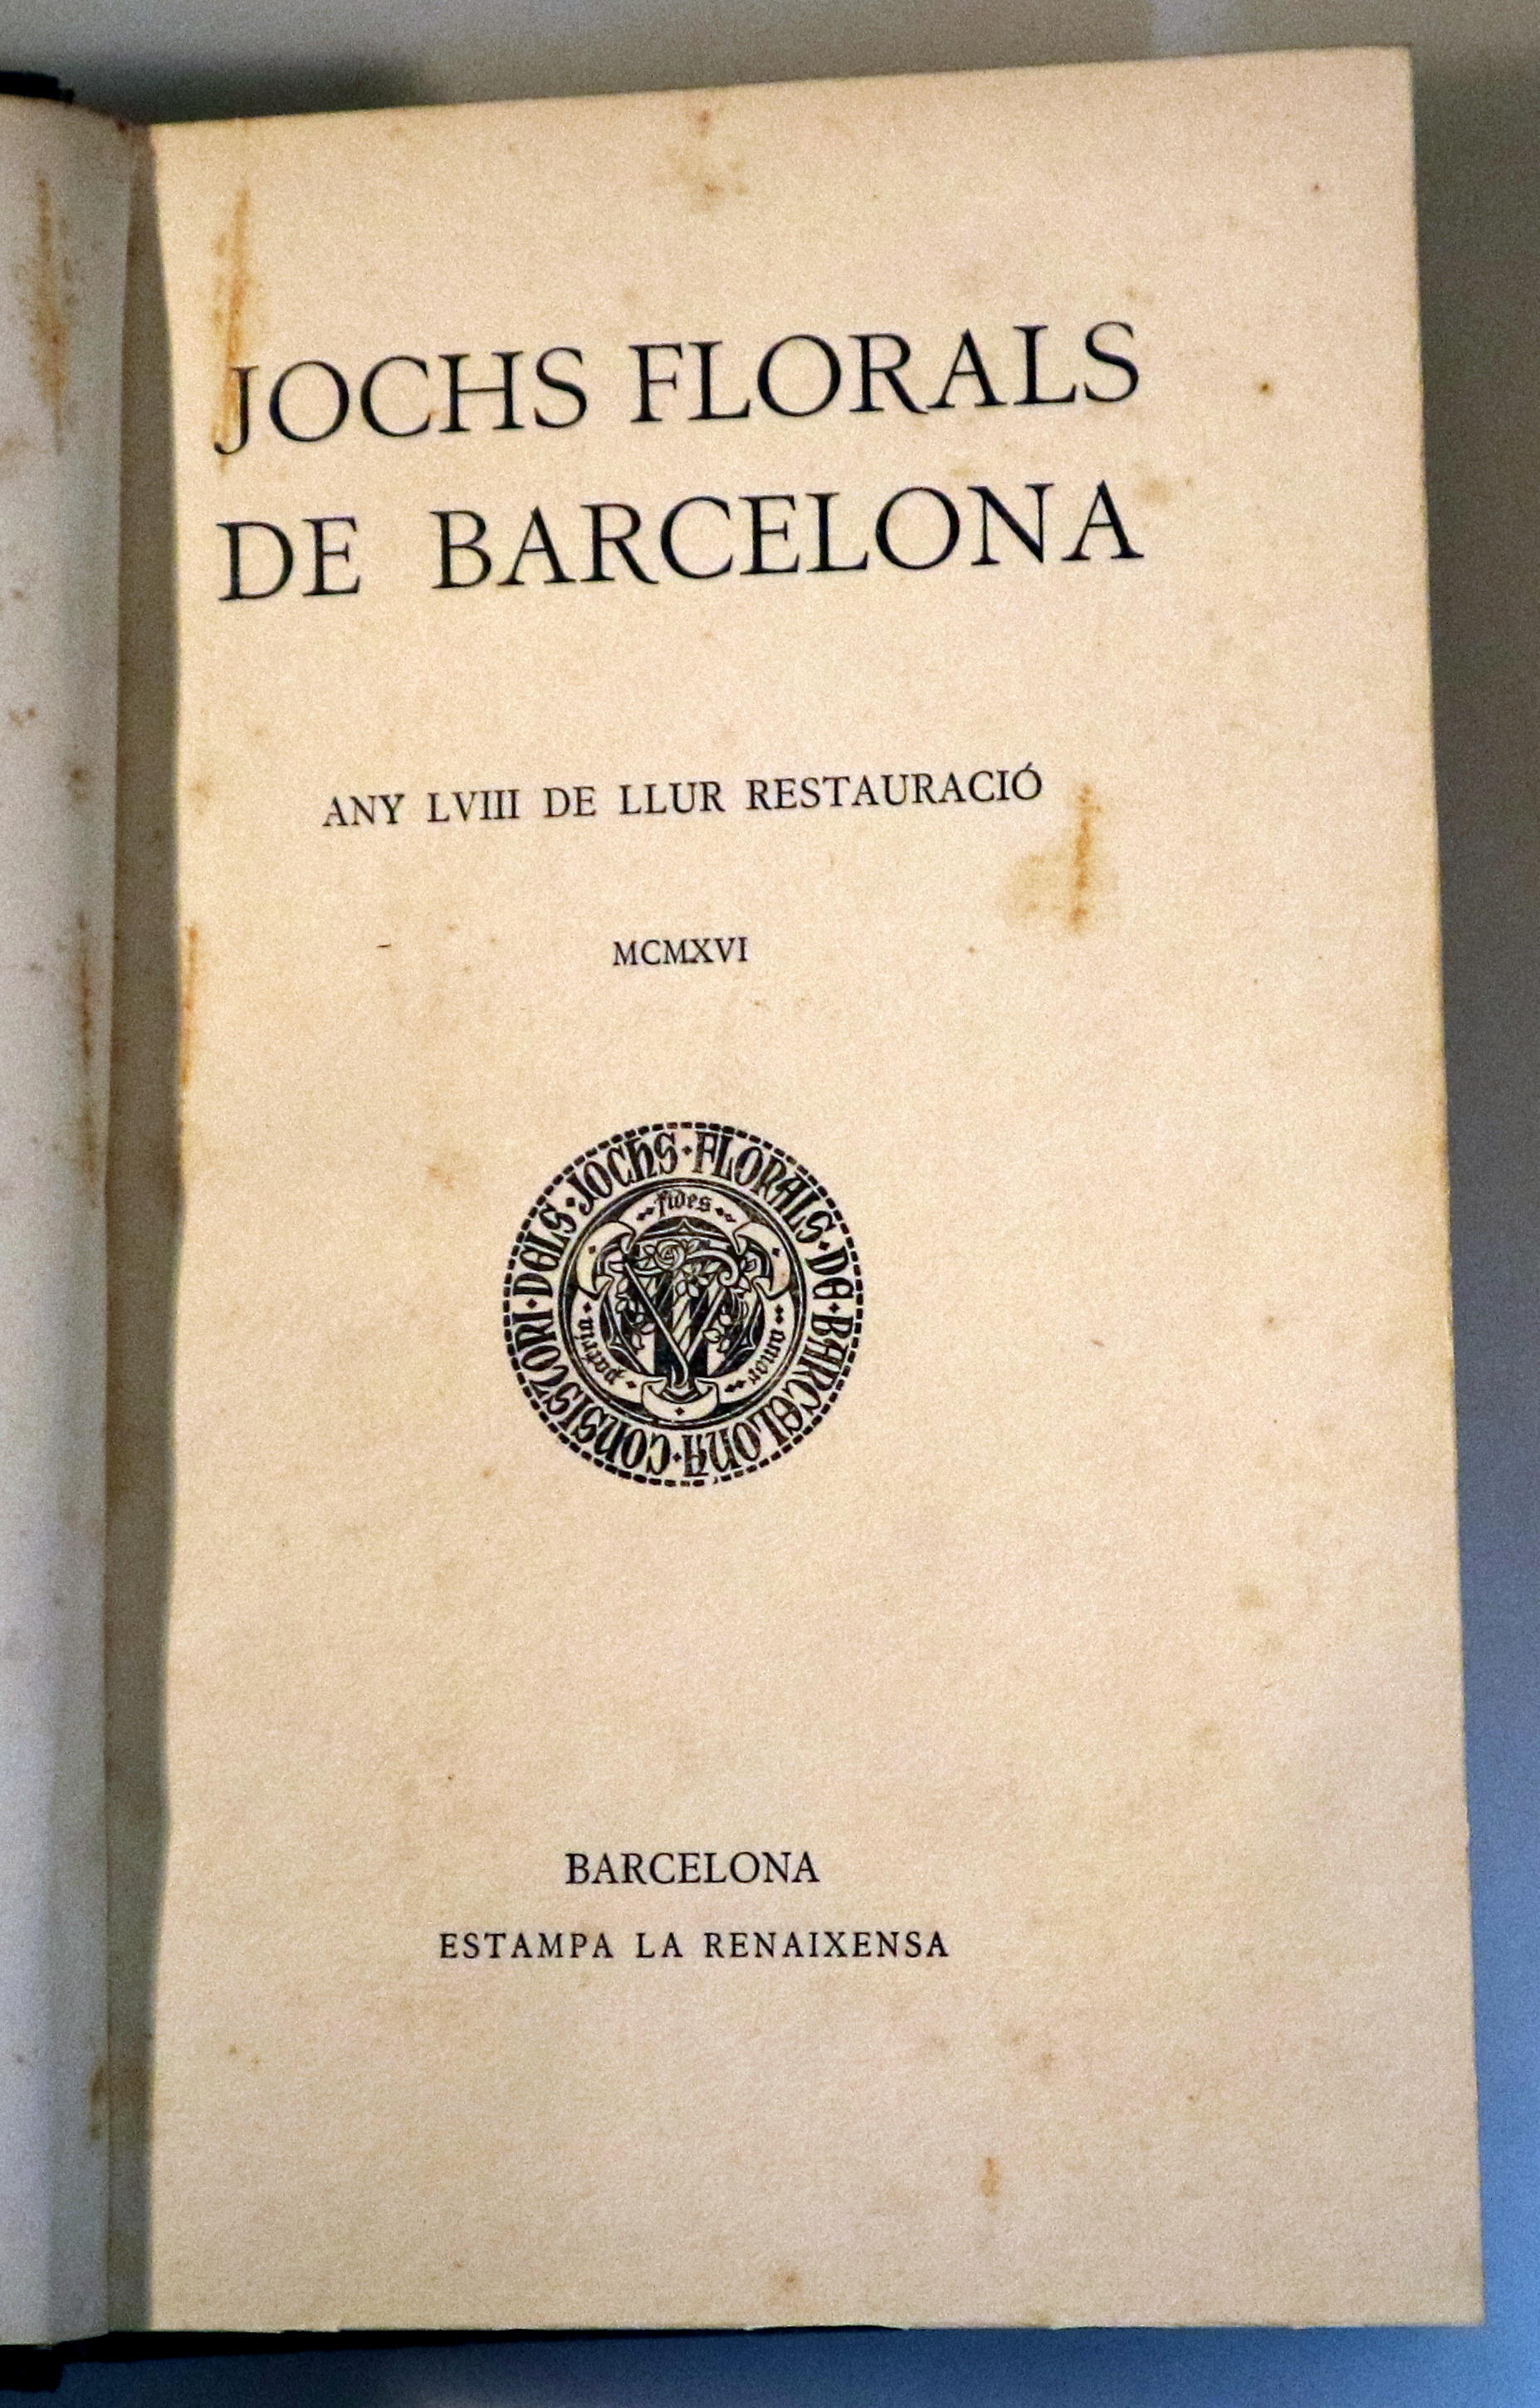 JOCHS FLORALS
DE BARCELONA
ANY LVIII DE LLUR RESTAURACIÓ
MCMXVI
CONSISTORI · DELS · JOCHS · FLORALS · DE · BARCELONA ·
fides
amor
patria
BARCELONA
ESTAMPA LA RENAIXENSA